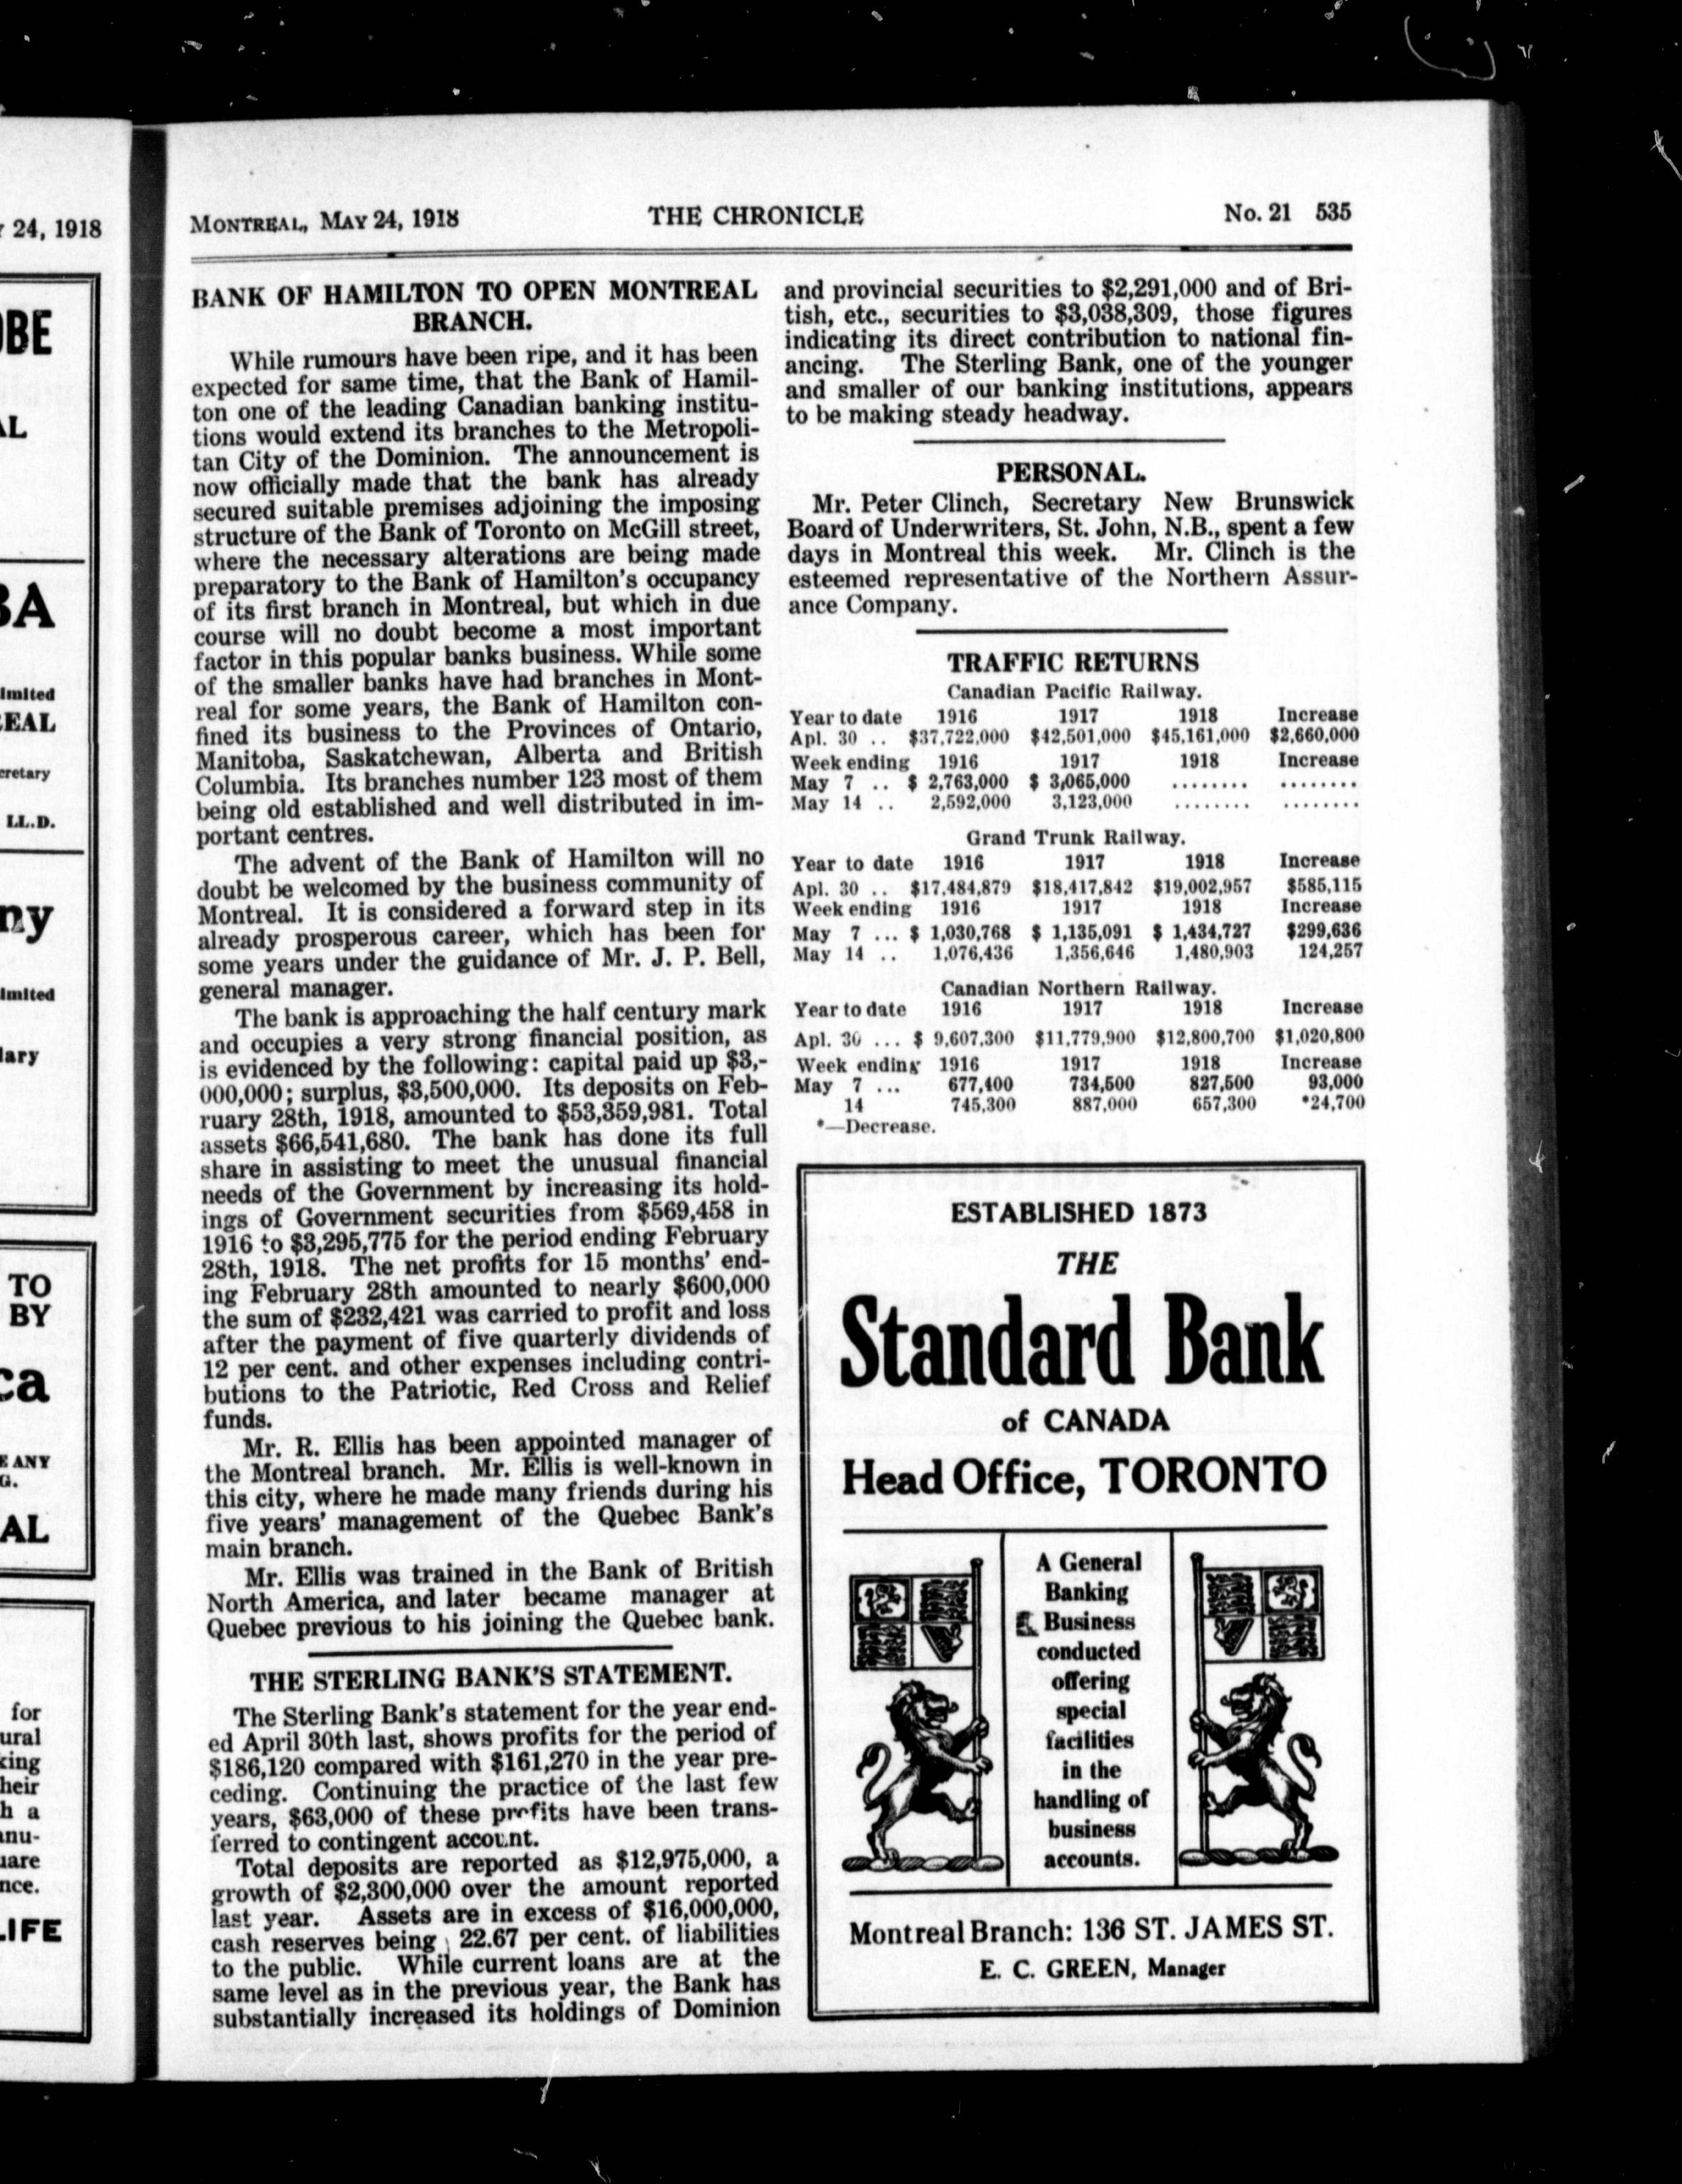 24, 1918
OBE
AL
BA
Limited
REAL
cretary
LL.D.
ny
Limited
lary
TO
BY
ca
E ANY
G.
AL
for
ural
king
heir
h a
anu-
uare
nce.
LIFE
MONTREAL, MAY 24, 1918 THE CHRONICLE No. 21 535
BANK OF HAMILTON TO OPEN MONTREAL
BRANCH.
While rumours have been ripe, and it has been
expected for same time, that the Bank of Hamil-
ton one of the leading Canadian banking institu-
tions would extend its branches to the Metropoli-
tan City of the Dominion. The announcement is
now officially made that the bank has already
secured suitable premises adjoining the imposing
structure of the Bank of Toronto on McGill street,
where the necessary alterations are being made
preparatory to the Bank of Hamilton's occupancy
of its first branch in Montreal, but which in due
course will no doubt become a most important
factor in this popular banks business. While some
of the smaller banks have had branches in Mont-
real for some years, the Bank of Hamilton con-
fined its business to the Provinces of Ontario,
Manitoba, Saskatchewan, Alberta and British
Columbia. Its branches number 123 most of them
being old established and well distributed in im-
portant centres.
The advent of the Bank of Hamilton will no
doubt be welcomed by the business community of
Montreal. It is considered a forward step in its
already prosperous career, which has been for
some years under the guidance of Mr. J. P. Bell,
general manager.
The bank is approaching the half century mark
and occupies a very strong financial position, as
is evidenced by the following: capital paid up $3,-
000,000; surplus, $3,500,000. Its deposits on Feb-
ruary 28th, 1918, amounted to $53,359,981. Total
assets $66,541,680. The bank has done its full
share in assisting to meet the unusual financial
needs of the Government by increasing its hold-
ings of Government securities from $569,458 in
1916 to $3,295,775 for the period ending February
28th, 1918. The net profits for 15 months' end-
ing February 28th amounted to nearly $600,000
the sum of $232,421 was carried to profit and loss
after the payment of five quarterly dividends of
12 per cent. and other expenses including contri-
butions to the Patriotic, Red Cross and Relief
funds.
Mr. R. Ellis has been appointed manager of
the Montreal branch. Mr. Ellis is well-known in
this city, where he made many friends during his
five years' management of the Quebec Bank's
main branch.
Mr. Ellis was trained in the Bank of British
North America, and later became manager at
Quebec previous to his joining the Quebec bank.
THE STERLING BANK'S STATEMENT.
The Sterling Bank's statement for the year end-
ed April 30th last, shows profits for the period of
$186,120 compared with $161,270 in the year pre-
ceding. Continuing the practice of the last few
years, $63,000 of these profits have been trans-
ferred to contingent account.
Total deposits are reported as $12,975,000, a
growth of $2,300,000 over the amount reported
last year. Assets are in excess of $16,000,000,
cash reserves being 22.67 per cent. of liabilities
to the public. While current loans are at the
same level as in the previous year, the Bank has
substantially increased its holdings of Dominion
and provincial securities to $2,291,000 and of Bri-
tish, etc., securities to $3,038,309, those figures
indicating its direct contribution to national fin-
ancing. The Sterling Bank, one of the younger
and smaller of our banking institutions, appears
to be making steady headway.
PERSONAL.
Mr. Peter Clinch, Secretary New Brunswick
Board of Underwriters, St. John, N.B., spent a few
days in Montreal this week. Mr. Clinch is the
esteemed representative of the Northern Assur-
ance Company.
TRAFFIC RETURNS
Canadian Pacific Railway.
Year to date 1916 1917 1918 Increase
Apl. 30 .. $37,722,000 $42,501,000 $45,161,000 $2,660,000
Week ending 1916 1917 1918 Increase
May 7 .. $ 2,763,000 $ 3,065,000 ........ ........
May 14 .. 2,592,000 3,123,000 ........ ........
Grand Trunk Railway.
Year to date 1916 1917 1918 Increase
Apl. 30 .. $17,484,879 $18,417,842 $19,002,957 $585,115
Week ending 1916 1917 1918 Increase
May 7 ... $ 1,030,768 $ 1,135,091 $ 1,434,727 $299,636
May 14 .. 1,076,436 1,356,646 1,480,903 124,257
Canadian Northern Railway.
Year to date 1916 1917 1918 Increase
Apl. 30 ... $ 9,607,300 $11,779,900 $12,800,700 $1,020,800
Week ending 1916 1917 1918 Increase
May 7 ... 677,400 734,500 827,500 93,000
14 745,300 887,000 657,300 *24,700
*—Decrease.
ESTABLISHED 1873
THE
Standard Bank
of CANADA
Head Office, TORONTO
A General
Banking
Business
conducted
offering
special
facilities
in the
handling of
business
accounts.
Montreal Branch: 136 ST. JAMES ST.
E. C. GREEN, Manager